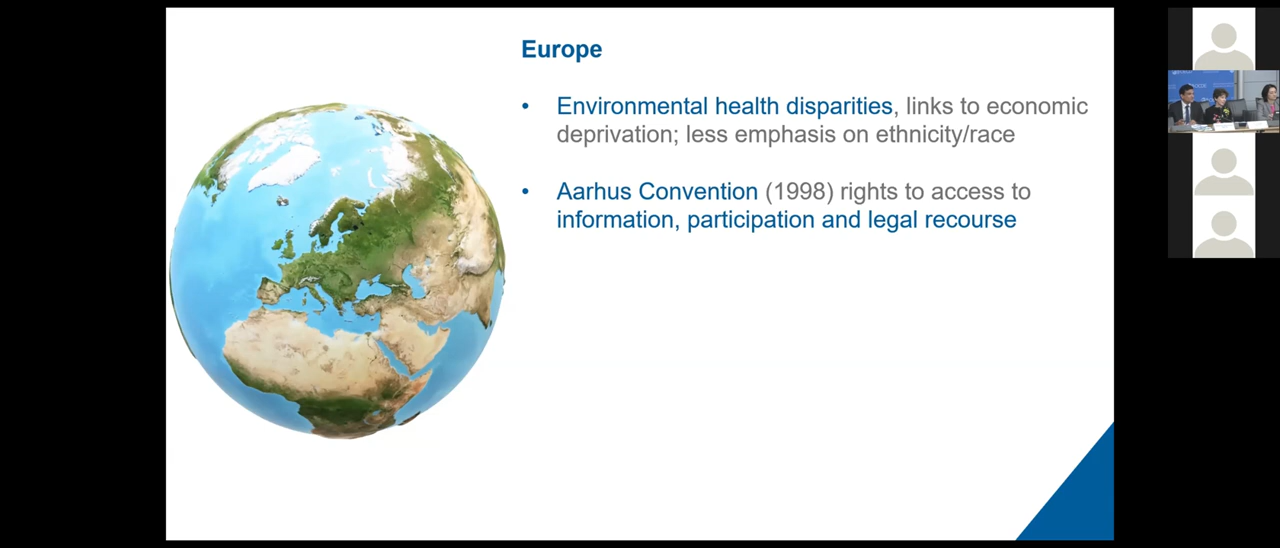 Europe
• Environmental health disparities, links to economic
deprivation; less emphasis on ethnicity/race
• Aarhus Convention (1998) rights to access to
information, participation and legal recourse